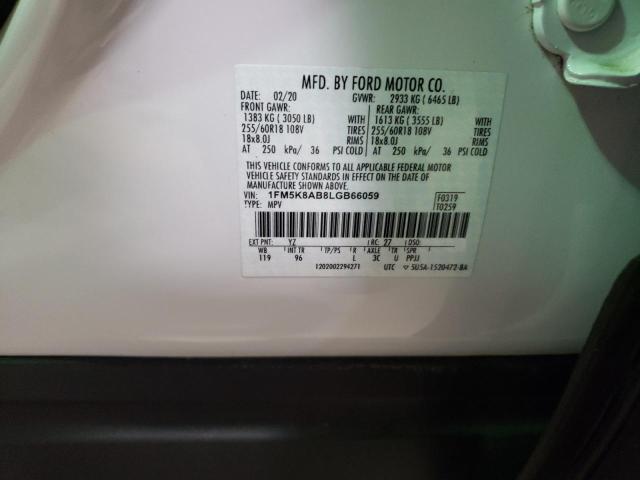 MFD. BY FORD MOTOR CO.
DATE: 02/20 GVWR: 2933 KG ( 6465 LB)
FRONT GAWR: REAR GAWR:
1383 KG ( 3050 LB) WITH 1613 KG ( 3555 LB) WITH
255/60R18 108V TIRES 255/60R18 108V TIRES
18x8.0J RIMS 18x8.0J RIMS
AT 250 kPa/ 36 PSI COLD AT 250 kPa/ 36 PSI COLD
THIS VEHICLE CONFORMS TO ALL APPLICABLE FEDERAL MOTOR
VEHICLE SAFETY STANDARDS IN EFFECT ON THE DATE OF
MANUFACTURE SHOWN ABOVE.
VIN: 1FM5K8AB8LGB66059 F0319
TYPE: MPV T0259
EXT PNT: YZ RC: 27 DSO:
WB INT TR TP/PS R AXLE TR SPR
119 96 L 3C U PPJJ
1202002294271 UTC ▽ 5U5A-1520472-BA